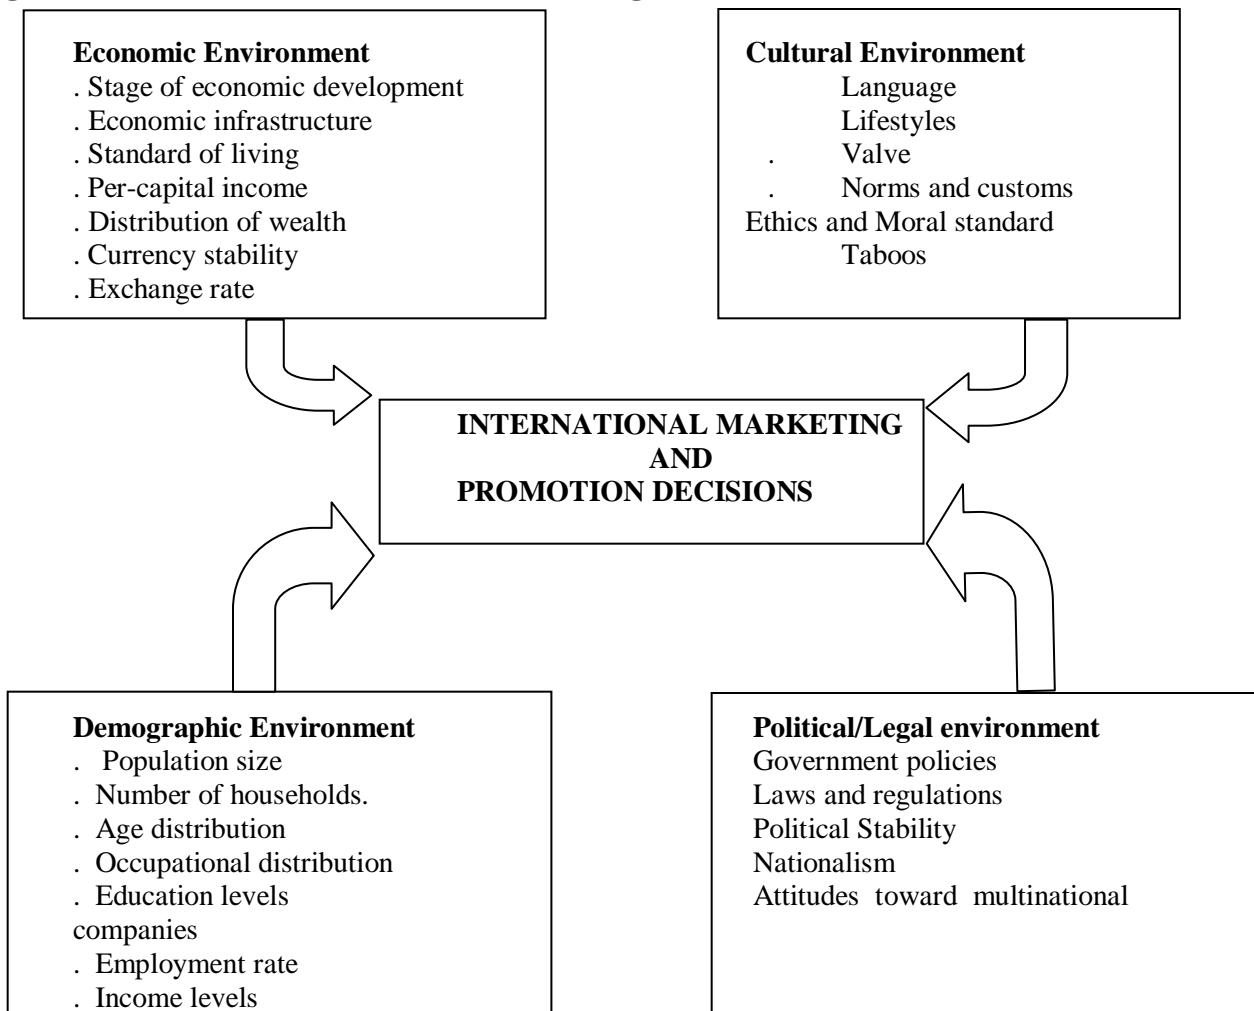 Economic Environment
. Stage of economic development
. Economic infrastructure
. Standard of living
. Per-capital income
. Distribution of wealth
. Currency stability
. Exchange rate
Cultural Environment
Language
Lifestyles
. Valve
. Norms and customs
Ethics and Moral standard
Taboos
INTERNATIONAL MARKETING
AND
PROMOTION DECISIONS
Demographic Environment
. Population size
. Number of households.
. Age distribution
. Occupational distribution
. Education levels
companies
. Employment rate
. Income levels
Political/Legal environment
Government policies
Laws and regulations
Political Stability
Nationalism
Attitudes toward multinational